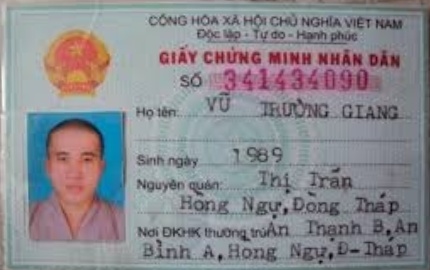 CỘNG HÒA XÃ HỘI CHỦ NGHĨA VIỆT NAM
Độc lập - Tự do - Hạnh phúc
GIẤY CHỨNG MINH NHÂN DÂN
SỐ 341434090
Họ tên: VŨ TRƯỜNG GIANG
Sinh ngày 1989
Nguyên quán: Thị Trấn
Hồng Ngự, Đồng Tháp
Nơi ĐKHK thường trú An Thạnh B, An
Bình A, Hồng Ngự, Đ-Tháp